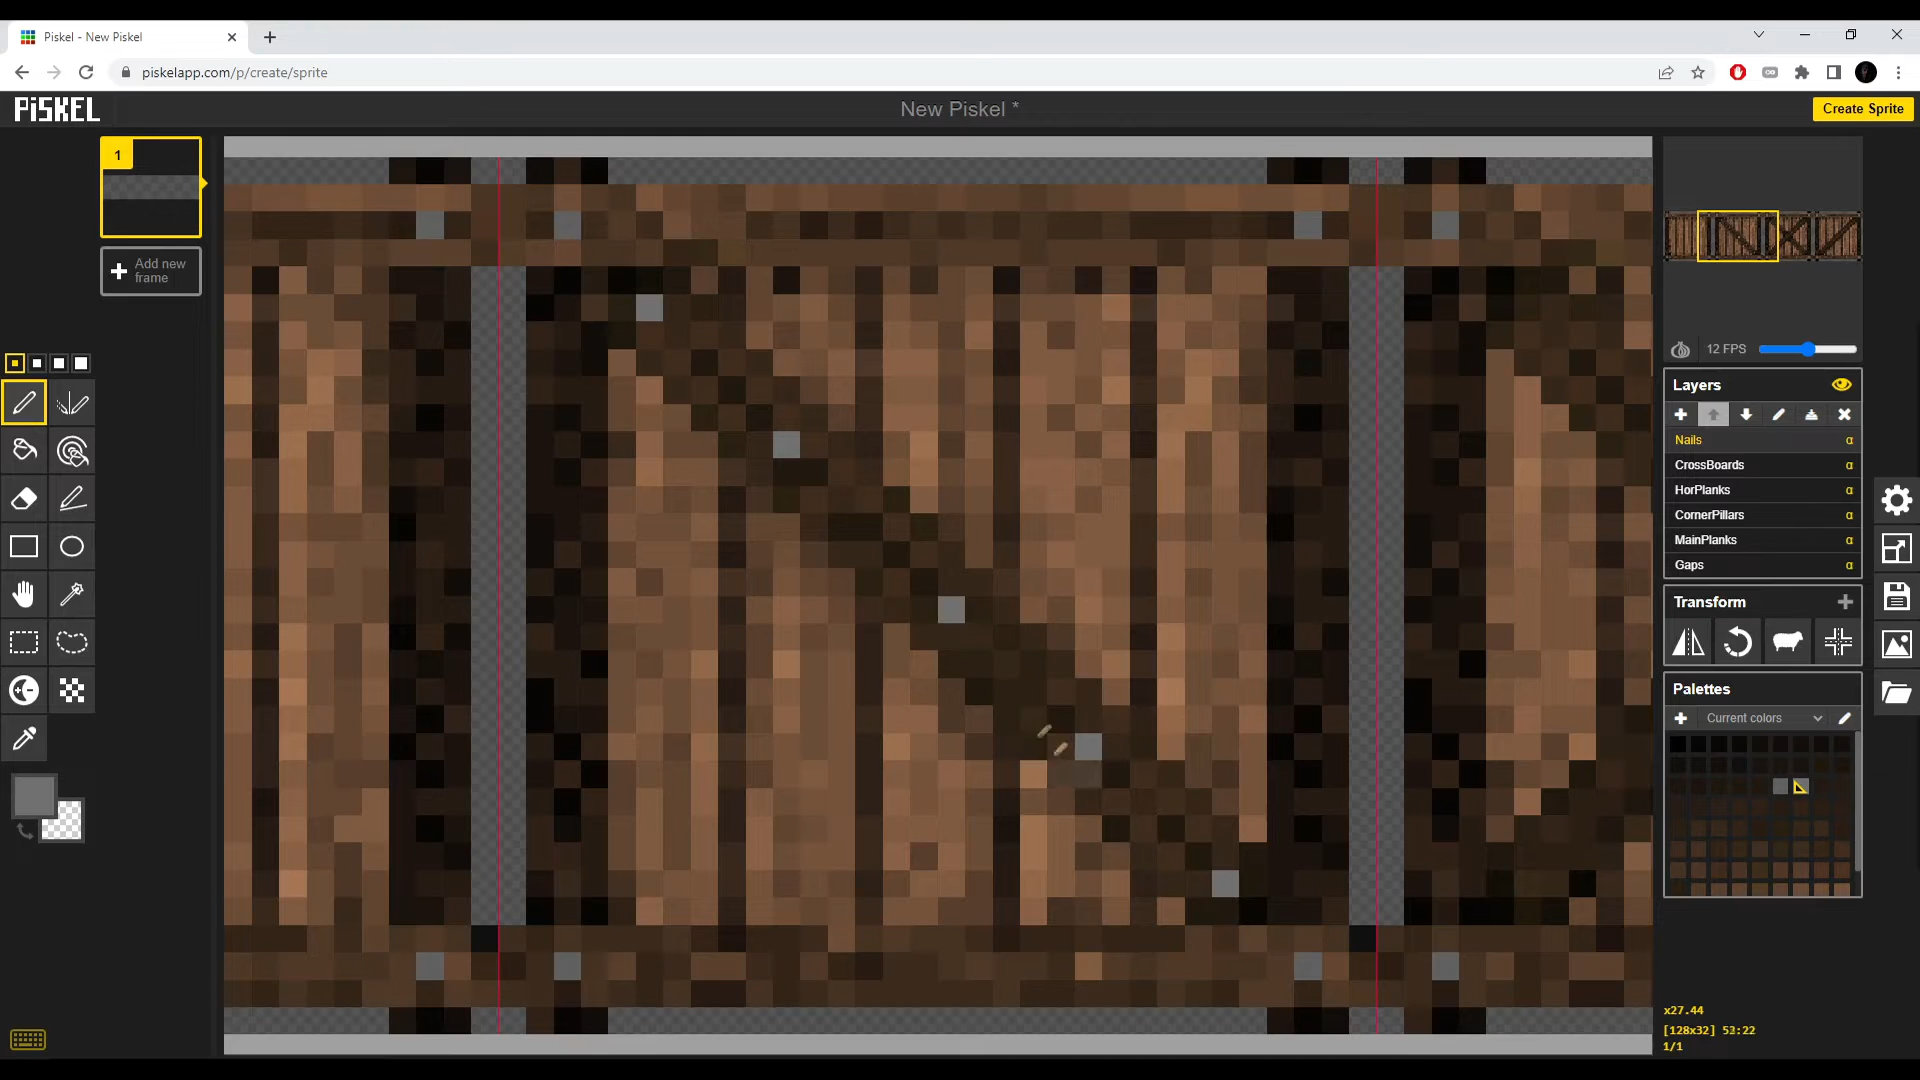 Piskel - New Piskel
piskelapp.com/p/create/sprite
PiSKEL
New Piskel *
Create Sprite
1
Add new
frame
12 FPS
Layers
Nails α
CrossBoards α
HorPlanks α
CornerPillars α
MainPlanks α
Gaps α
Transform
Palettes
Current colors
x27.44
[128x32] 53:22
1/1